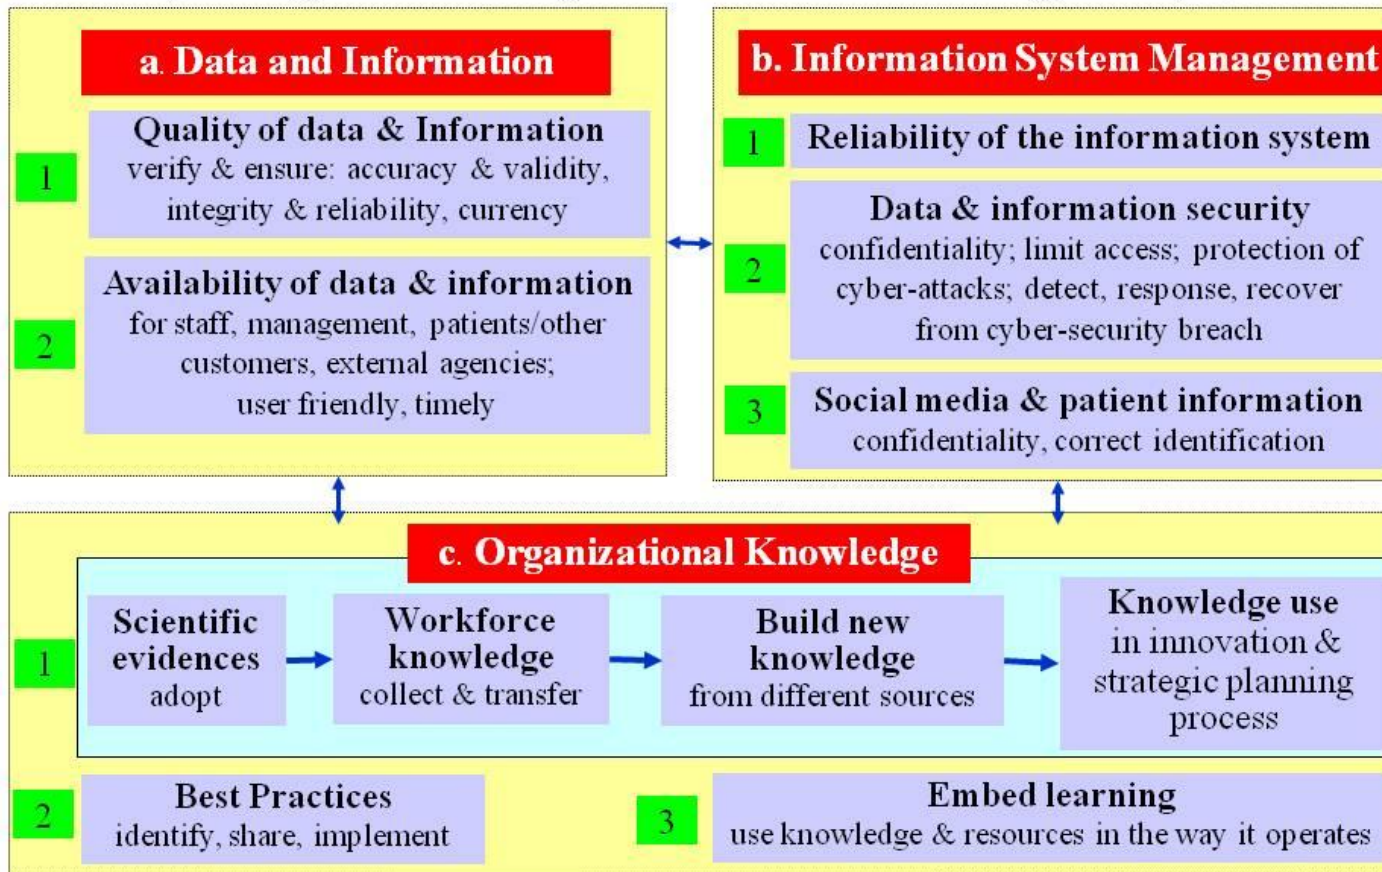 a. Data and Information
1
Quality of data & Information
verify & ensure: accuracy & validity,
integrity & reliability, currency
2
Availability of data & information
for staff, management, patients/other
customers, external agencies;
user friendly, timely
b. Information System Management
1
Reliability of the information system
2
Data & information security
confidentiality; limit access; protection of
cyber-attacks; detect, response, recover
from cyber-security breach
3
Social media & patient information
confidentiality, correct identification
c. Organizational Knowledge
1
Scientific
evidences
adopt
Workforce
knowledge
collect & transfer
Build new
knowledge
from different sources
Knowledge use
in innovation &
strategic planning
process
2
Best Practices
identify, share, implement
3
Embed learning
use knowledge & resources in the way it operates